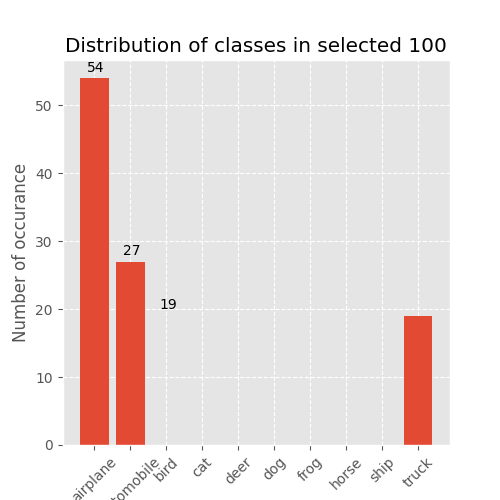 Distribution of classes in selected 100
Number of occurance
54
27
19
50
40
30
20
10
0
airplane
tomobile
bird
cat
deer
dog
frog
horse
ship
truck